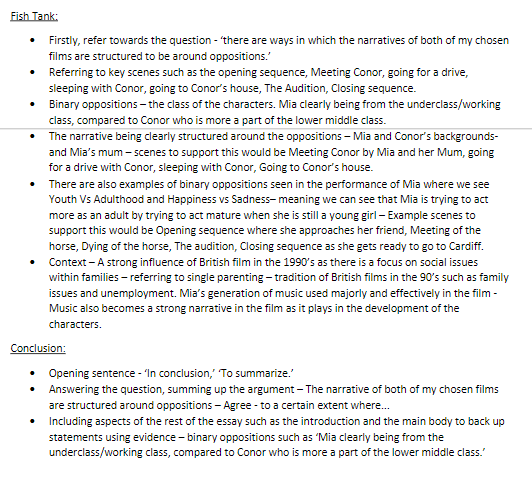 Fish Tank:
• Firstly, refer towards the question - 'there are ways in which the narratives of both of my chosen
films are structured to be around oppositions.'
• Referring to key scenes such as the opening sequence, Meeting Conor, going for a drive,
sleeping with Conor, going to Conor's house, The Audition, Closing sequence.
• Binary oppositions – the class of the characters. Mia clearly being from the underclass/working
class, compared to Conor who is more a part of the lower middle class.
• The narrative being clearly structured around the oppositions – Mia and Conor's backgrounds-
and Mia's mum – scenes to support this would be Meeting Conor by Mia and her Mum, going
for a drive with Conor, sleeping with Conor, Going to Conor's house.
• There are also examples of binary oppositions seen in the performance of Mia where we see
Youth Vs Adulthood and Happiness vs Sadness– meaning we can see that Mia is trying to act
more as an adult by trying to act mature when she is still a young girl – Example scenes to
support this would be Opening sequence where she approaches her friend, Meeting of the
horse, Dying of the horse, The audition, Closing sequence as she gets ready to go to Cardiff.
• Context – A strong influence of British film in the 1990's as there is a focus on social issues
within families – referring to single parenting – tradition of British films in the 90's such as family
issues and unemployment. Mia's generation of music used majorly and effectively in the film -
Music also becomes a strong narrative in the film as it plays in the development of the
characters.
Conclusion:
• Opening sentence - 'In conclusion,' 'To summarize.'
• Answering the question, summing up the argument – The narrative of both of my chosen films
are structured around oppositions – Agree - to a certain extent where...
• Including aspects of the rest of the essay such as the introduction and the main body to back up
statements using evidence – binary oppositions such as 'Mia clearly being from the
underclass/working class, compared to Conor who is more a part of the lower middle class.'